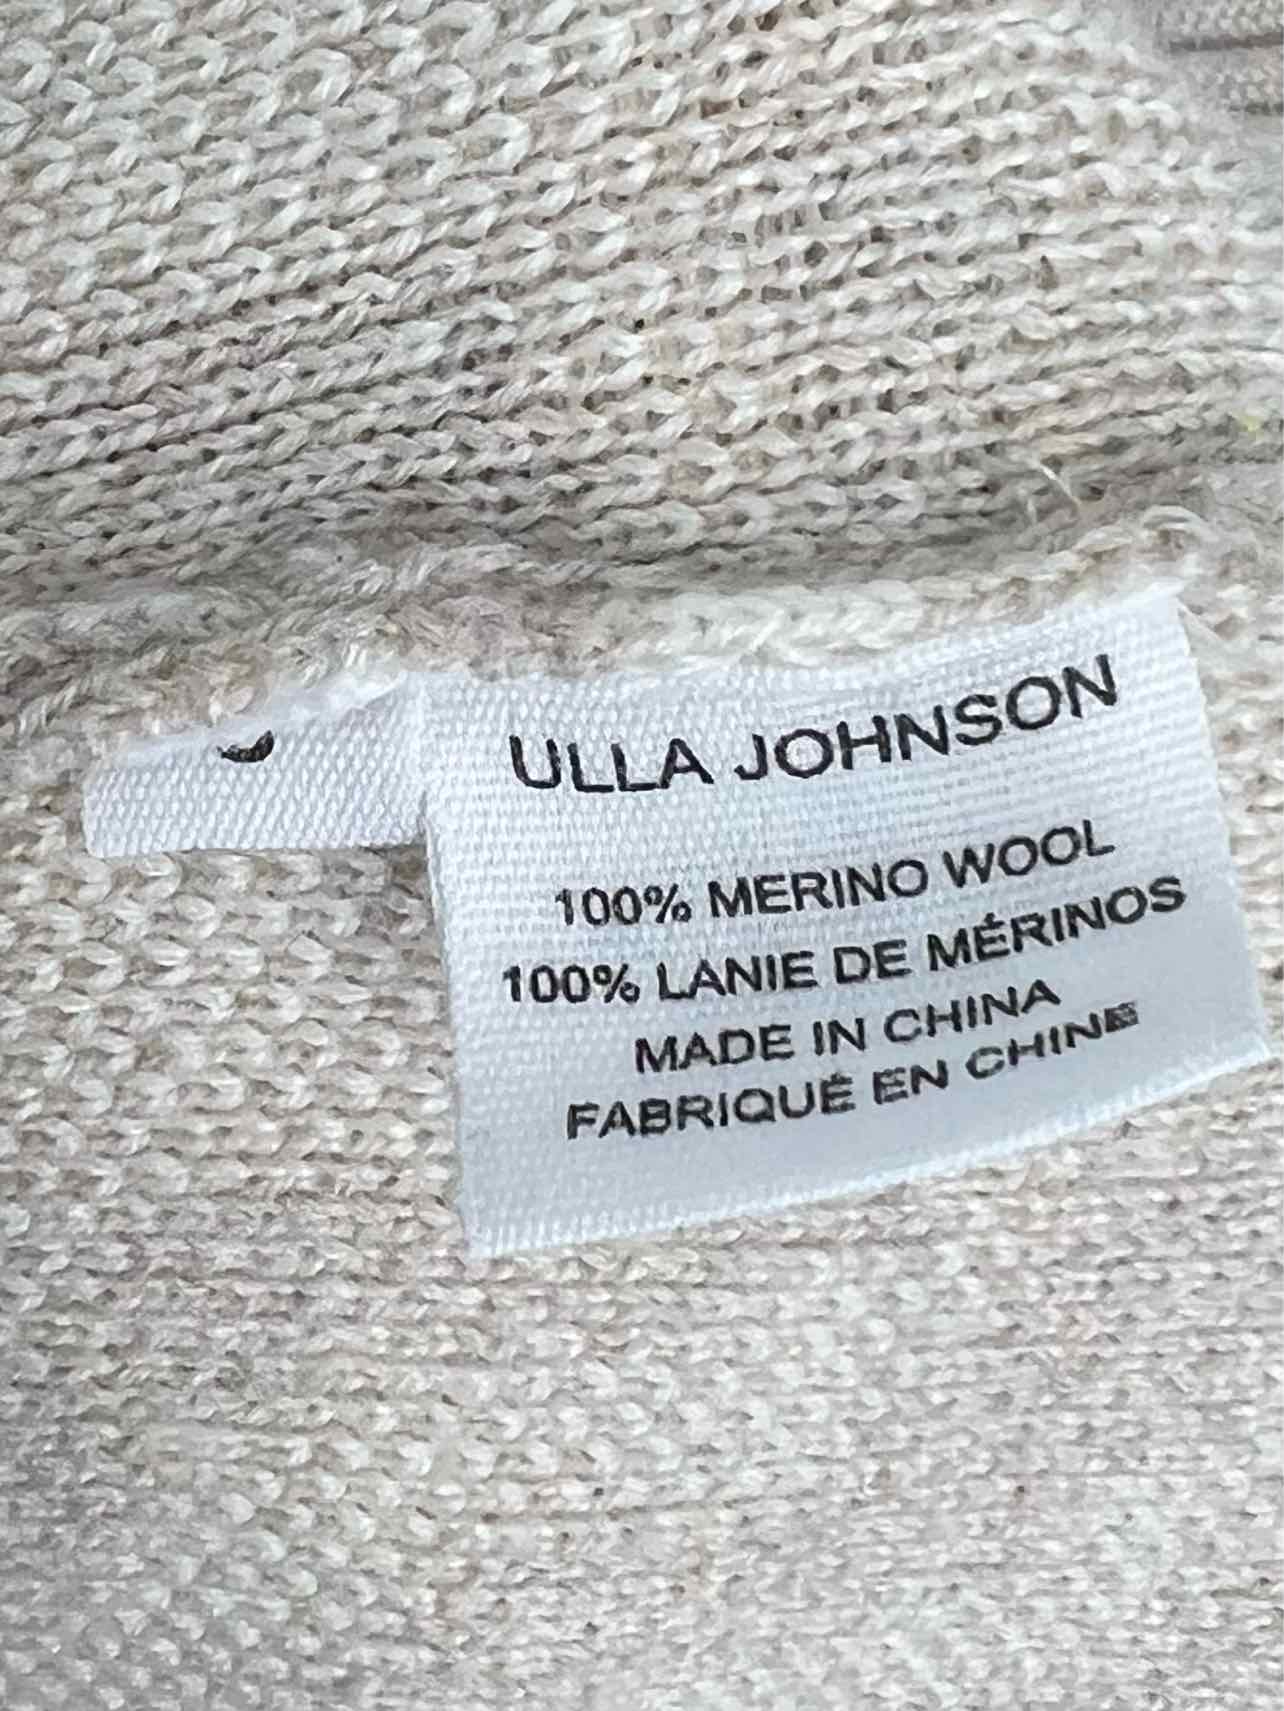 ULLA JOHNSON
100% MERINO WOOL
100% LANIE DE MÉRINOS
MADE IN CHINA
FABRIQUÉ EN CHINE